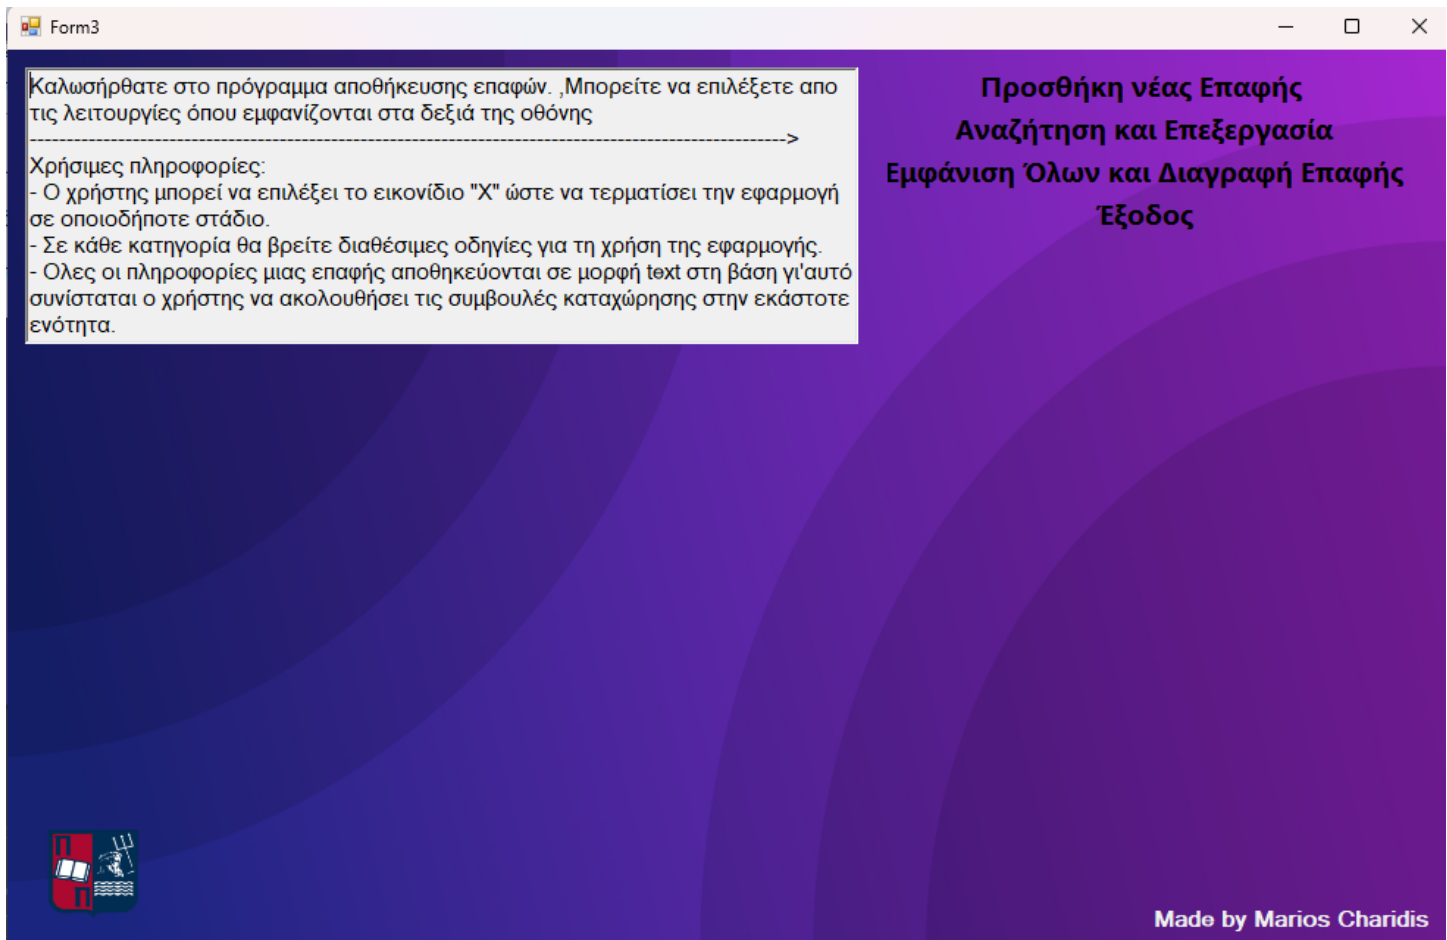 Form3
Καλωσήρθατε στο πρόγραμμα αποθήκευσης επαφών. ,Μπορείτε να επιλέξετε απο
τις λειτουργίες όπου εμφανίζονται στα δεξιά της οθόνης
------------------------------------------------------------------------------------------------------->
Χρήσιμες πληροφορίες:
- Ο χρήστης μπορεί να επιλέξει το εικονίδιο "X" ώστε να τερματίσει την εφαρμογή
σε οποιοδήποτε στάδιο.
- Σε κάθε κατηγορία θα βρείτε διαθέσιμες οδηγίες για τη χρήση της εφαρμογής.
- Ολες οι πληροφορίες μιας επαφής αποθηκεύονται σε μορφή text στη βάση γι'αυτό
συνίσταται ο χρήστης να ακολουθήσει τις συμβουλές καταχώρησης στην εκάστοτε
ενότητα.
Προσθήκη νέας Επαφής
Αναζήτηση και Επεξεργασία
Εμφάνιση Όλων και Διαγραφή Επαφής
Έξοδος
Made by Marios Charidis